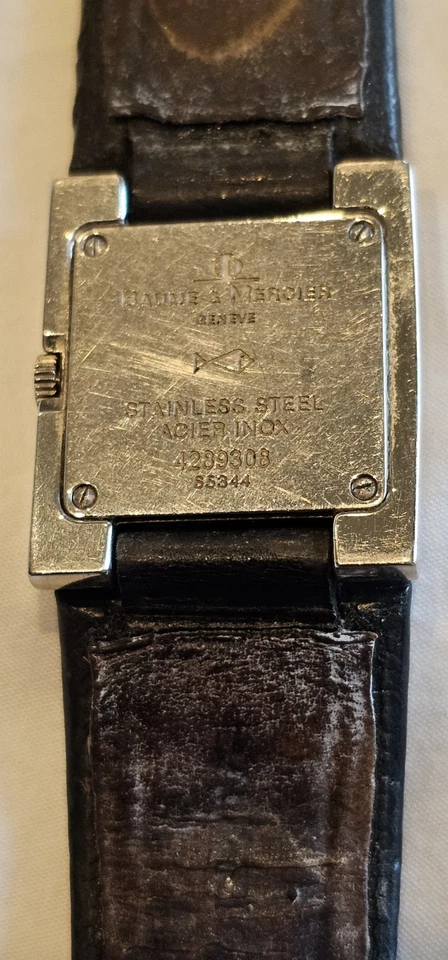 BAUME & MERCIER
GENEVE
STAINLESS STEEL
ACIER INOX
4289308
65344